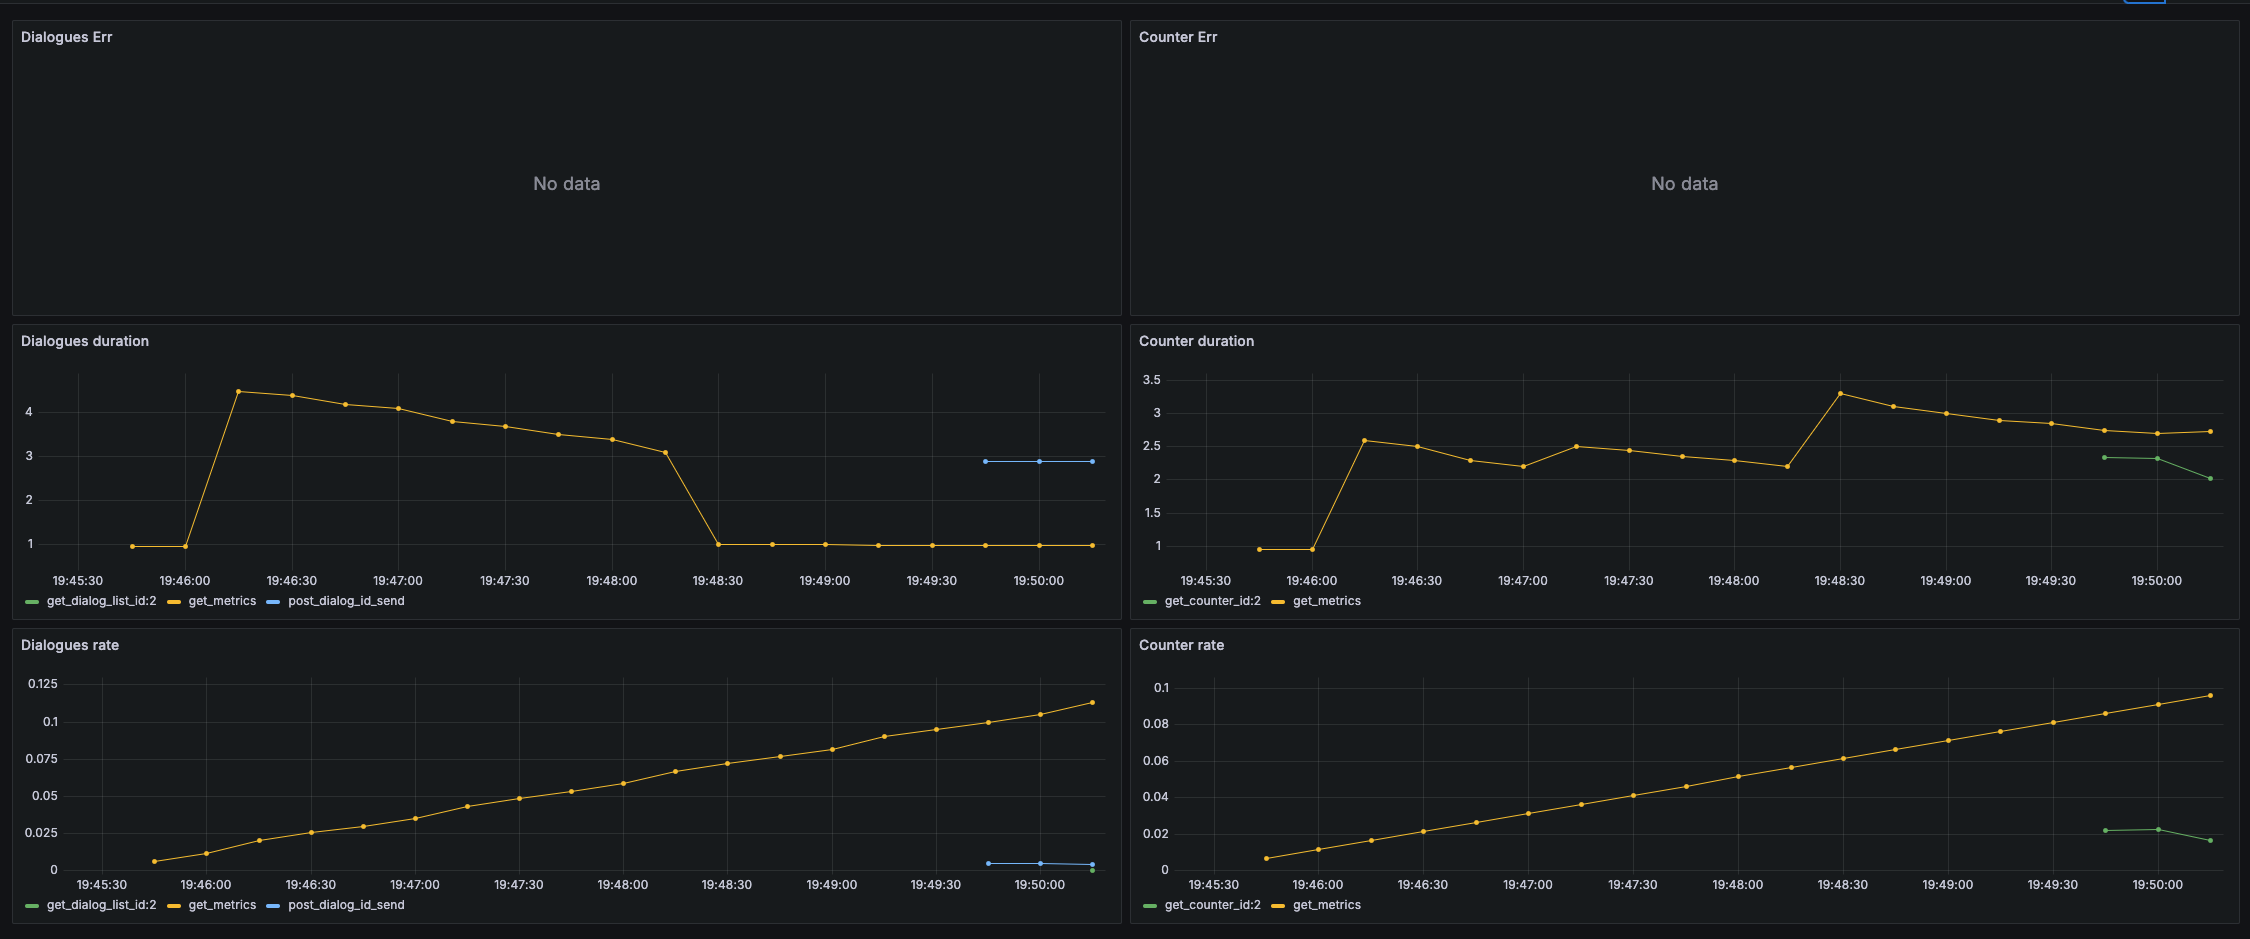 Dialogues Err
No data
Counter Err
No data
Dialogues duration
4
3
2
1
19:45:30 19:46:00 19:46:30 19:47:00 19:47:30 19:48:00 19:48:30 19:49:00 19:49:30 19:50:00
get_dialog_list_id:2 get_metrics post_dialog_id_send
Counter duration
3.5
3
2.5
2
1.5
1
19:45:30 19:46:00 19:46:30 19:47:00 19:47:30 19:48:00 19:48:30 19:49:00 19:49:30 19:50:00
get_counter_id:2 get_metrics
Dialogues rate
0.125
0.1
0.075
0.05
0.025
0
19:45:30 19:46:00 19:46:30 19:47:00 19:47:30 19:48:00 19:48:30 19:49:00 19:49:30 19:50:00
get_dialog_list_id:2 get_metrics post_dialog_id_send
Counter rate
0.1
0.08
0.06
0.04
0.02
0
19:45:30 19:46:00 19:46:30 19:47:00 19:47:30 19:48:00 19:48:30 19:49:00 19:49:30 19:50:00
get_counter_id:2 get_metrics